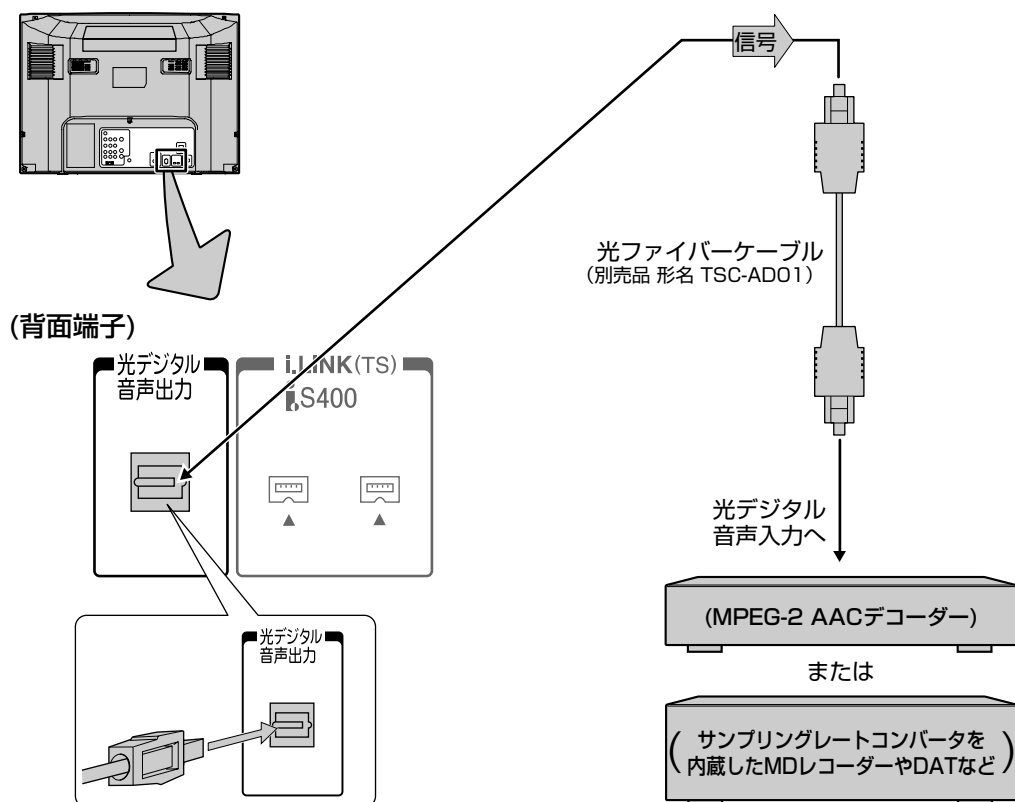 信号
光ファイバーケーブル
(別売品 形名 TSC-AD01)
(背面端子)
光デジタル
音声出力
i.LINK(TS)
S400
光デジタル
音声入力へ
光デジタル
音声出力
(MPEG-2 AACデコーダー)
または
(サンプリングレートコンバータを
内蔵したMDレコーダーやDATなど)